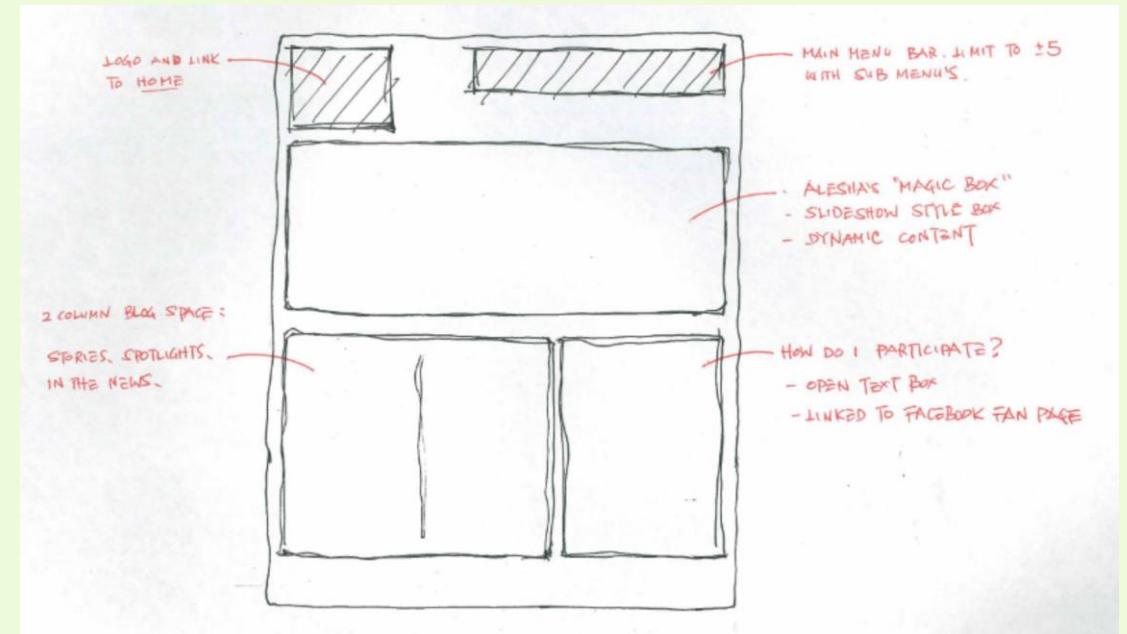 LOGO AND LINK
TO HOME
MAIN MENU BAR. LIMIT TO ±5
WITH SUB MENU'S.
- ALESHA'S "MAGIC BOX"
- SLIDESHOW STYLE BOX
- DYNAMIC CONTENT
2 COLUMN BLOG SPACE:
STORIES. SPOTLIGHTS.
IN THE NEWS.
HOW DO I PARTICIPATE?
- OPEN TEXT BOX
- LINKED TO FACEBOOK FAN PAGE